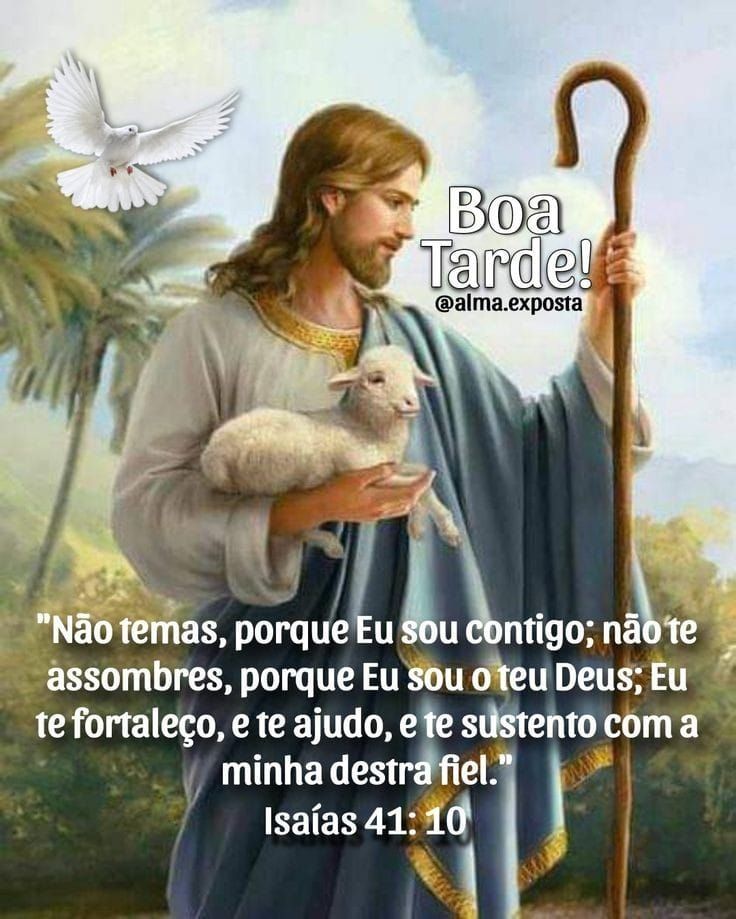 Boa
Tarde!
@alma.exposta
"Não temas, porque Eu sou contigo; não te
assombres, porque Eu sou o teu Deus; Eu
te fortaleço, e te ajudo, e te sustento com a
minha destra fiel."
Isaías 41: 10